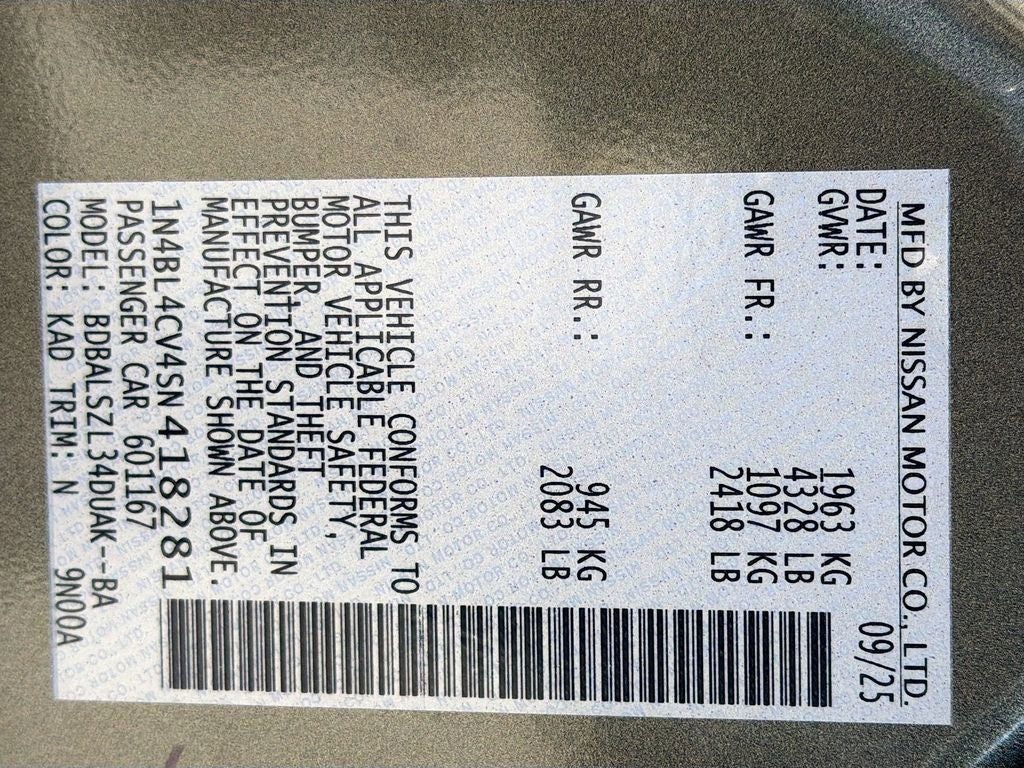 MFD BY NISSAN MOTOR CO., LTD.
DATE: 09/25
GVWR: 1963 KG
4328 LB
GAWR FR.: 1097 KG
2418 LB
GAWR RR.: 945 KG
2083 LB
THIS VEHICLE CONFORMS TO
ALL APPLICABLE FEDERAL
MOTOR VEHICLE SAFETY,
BUMPER, AND THEFT
PREVENTION STANDARDS IN
EFFECT ON THE DATE OF
MANUFACTURE SHOWN ABOVE.
1N4BL4CV4SN418281
PASSENGER CAR 601167
MODEL: BDBALSZL34DUAK--BA
COLOR: KAD TRIM: N 9N00A